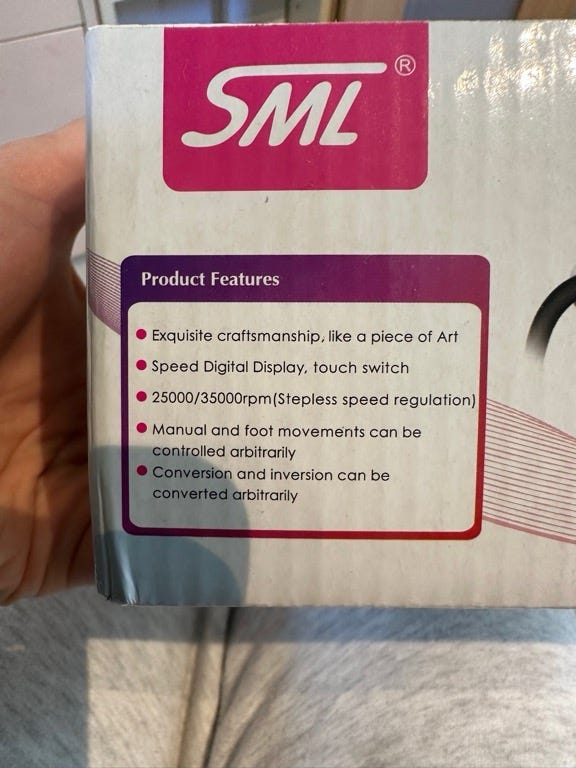 SML®
Product Features
● Exquisite craftsmanship, like a piece of Art
● Speed Digital Display, touch switch
● 25000/35000rpm(Stepless speed regulation)
● Manual and foot movements can be
controlled arbitrarily
● Conversion and inversion can be
converted arbitrarily